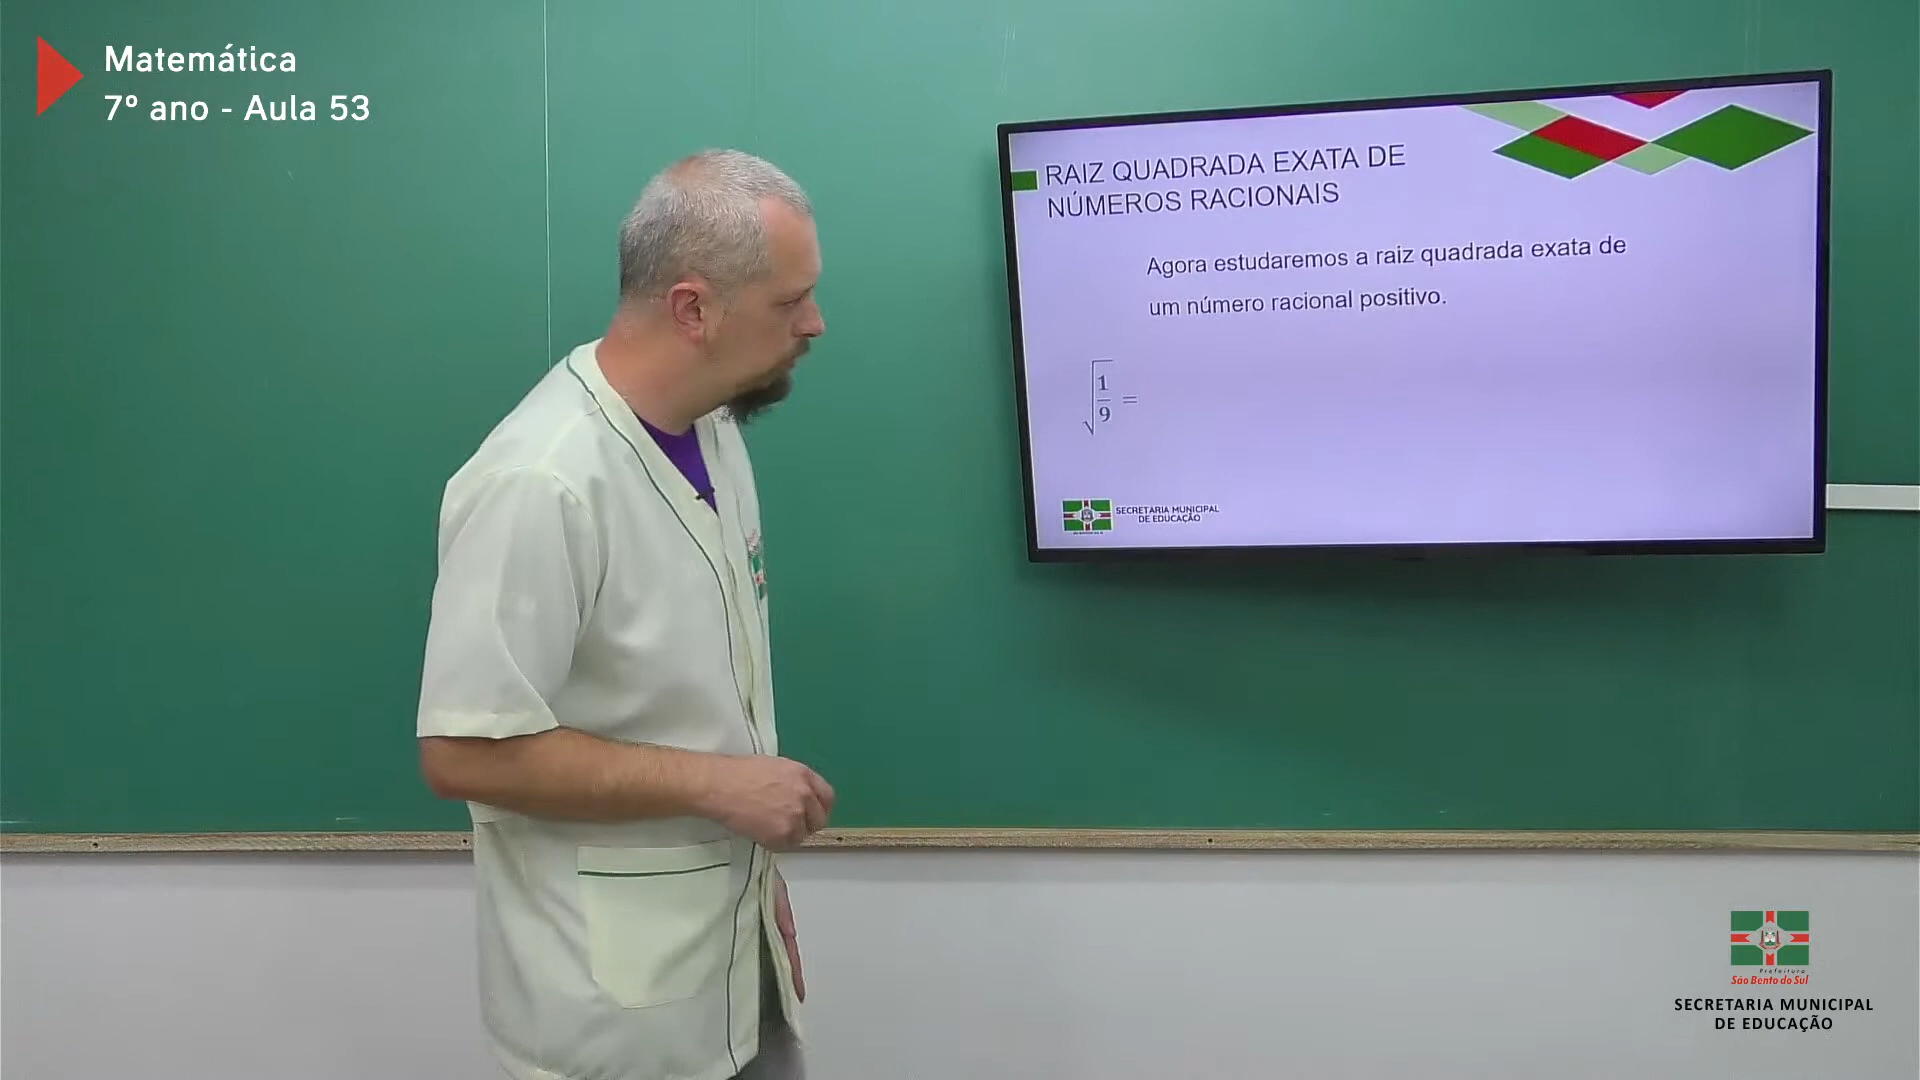 Matemática
7º ano - Aula 53
RAIZ QUADRADA EXATA DE
NÚMEROS RACIONAIS
Agora estudaremos a raiz quadrada exata de
um número racional positivo.
√1/9 =
SECRETARIA MUNICIPAL
DE EDUCAÇÃO
Prefeitura
São Bento do Sul
SECRETARIA MUNICIPAL
DE EDUCAÇÃO